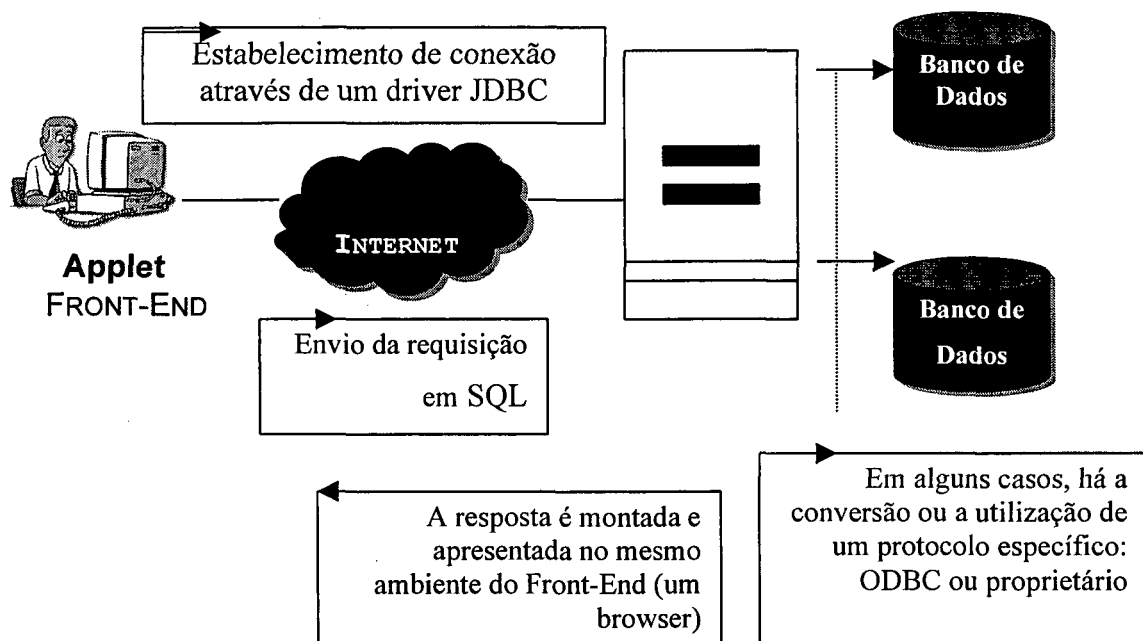 Estabelecimento de conexão
através de um driver JDBC
Banco de
Dados
INTERNET
Applet
FRONT-END
Banco de
Dados
Envio da requisição
em SQL
A resposta é montada e
apresentada no mesmo
ambiente do Front-End (um
browser)
Em alguns casos, há a
conversão ou a utilização de
um protocolo específico:
ODBC ou proprietário